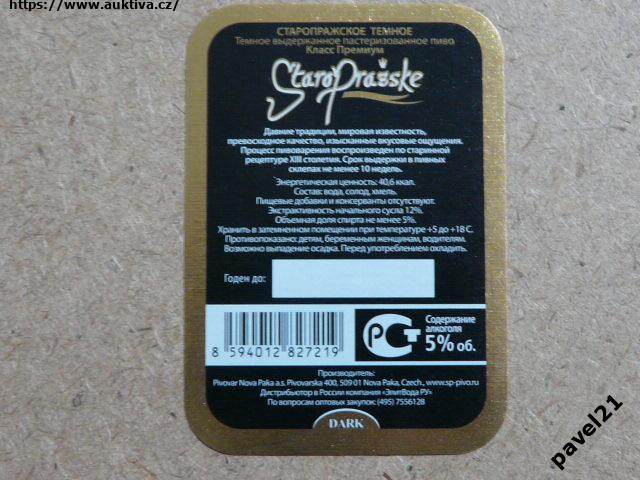 https://www.auktiva.cz/
СТАРОПРАЖСКОЕ ТЕМНОЕ
Темное выдержанное пастеризованное пиво
Класс Премиум
StaroPražske
Давние традиции, мировая известность,
превосходное качество, изысканные вкусовые ощущения.
Процесс пивоварения воспроизведен по старинной
рецептуре XIII столетия. Срок выдержки в пивных
склепах не менее 10 недель.
Энергетическая ценность: 40,6 ккал.
Состав: вода, солод, хмель.
Пищевые добавки и консерванты отсутствуют.
Экстрактивность начального сусла 12%.
Объемная доля спирта не менее 5%.
Хранить в затемненном помещении при температуре +5 до +18 С.
Противопоказано: детям, беременным женщинам, водителям.
Возможно выпадение осадка. Перед употреблением охладить.
Годен до:
8 594012 827219
РСТ
Содержание
алкоголя
5% об.
Производитель:
Pivovar Nova Paka a.s. Pivovarska 400, 509 01 Nova Paka, Czech., www.sp-pivo.ru
Дистрибьютор в России компания «ЭлитВода РУ»
По вопросам оптовых закупок: (495) 7556128
DARK
pavel21